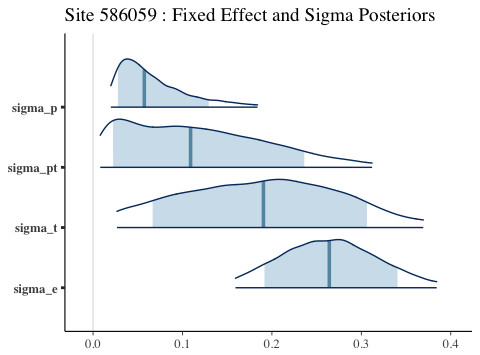 Site 586059 : Fixed Effect and Sigma Posteriors
sigma_p
sigma_pt
sigma_t
sigma_e
0.0 0.1 0.2 0.3 0.4